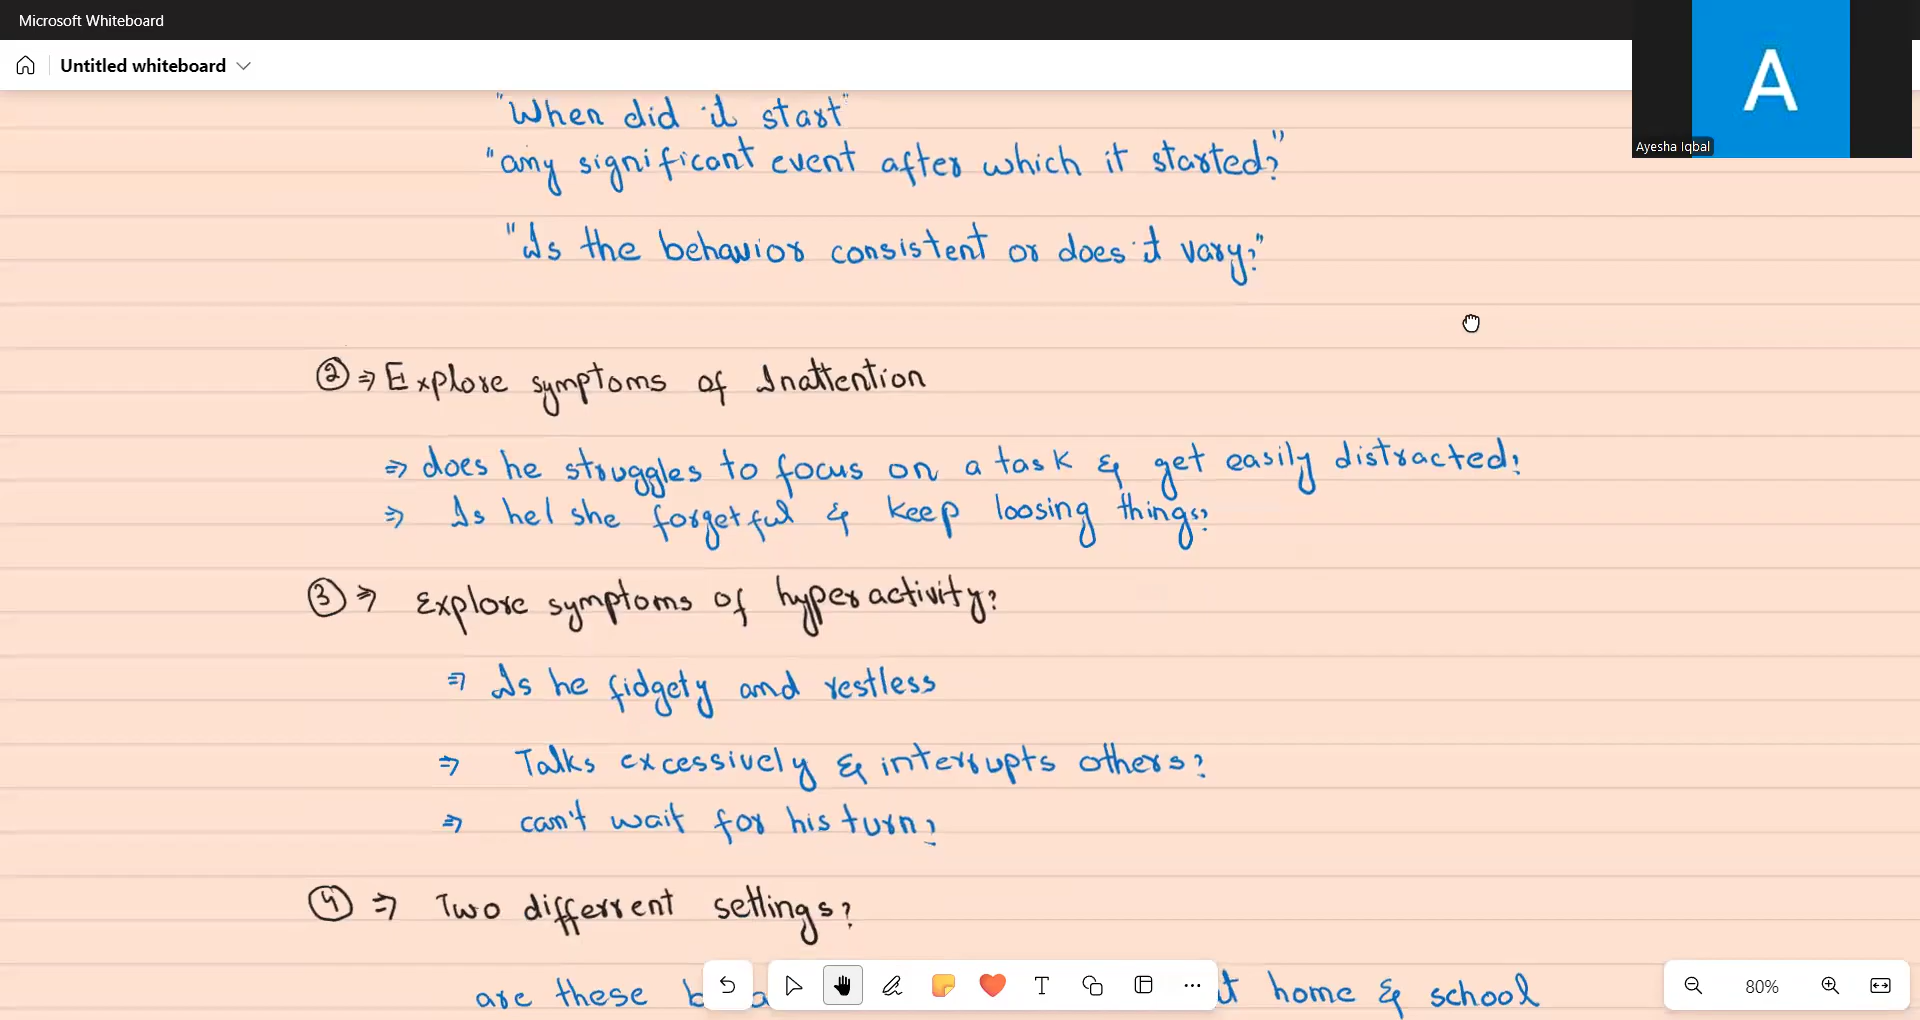 Microsoft Whiteboard
Untitled whiteboard
A
Ayesha Iqbal
"When did it start"
"any significant event after which it started?"
"Is the behavior consistent or does it vary?"
② ⇒ Explore symptoms of Inattention
⇒ does he struggles to focus on a task & get easily distracted?
⇒ Is he/ she forgetful & keep loosing things?
③ ⇒ Explore symptoms of hyperactivity?
⇒ Is he fidgety and restless
⇒ Talks excessively & interrupts others?
⇒ can't wait for his turn?
④ ⇒ Two differrent settings?
are these home & school
80%